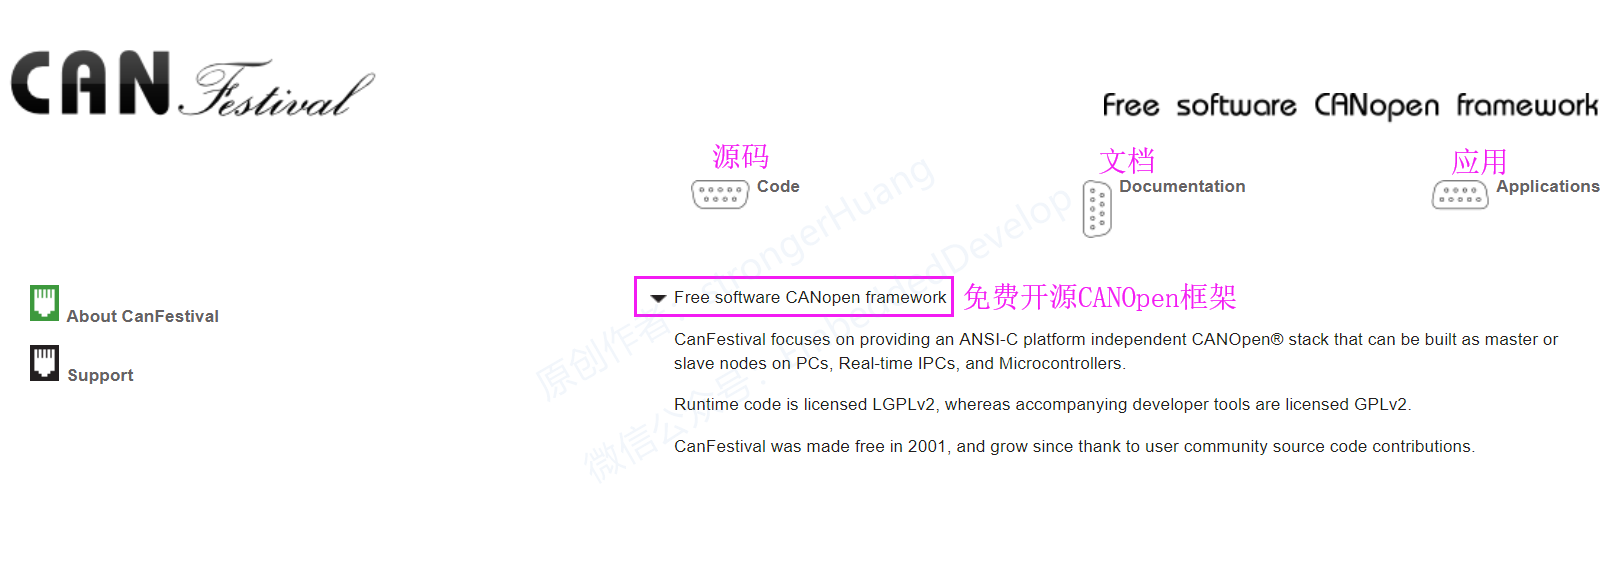 CAN Festival
Free software CANopen framework
源码
文档
应用
Code
Documentation
Applications
About CanFestival
Support
Free software CANopen framework
免费开源CANOpen框架
CanFestival focuses on providing an ANSI-C platform independent CANOpen® stack that can be built as master or
slave nodes on PCs, Real-time IPCs, and Microcontrollers.
Runtime code is licensed LGPLv2, whereas accompanying developer tools are licensed GPLv2.
CanFestival was made free in 2001, and grow since thank to user community source code contributions.
原创作者：strongerHuang
微信公众号：EmbeddedDevelop